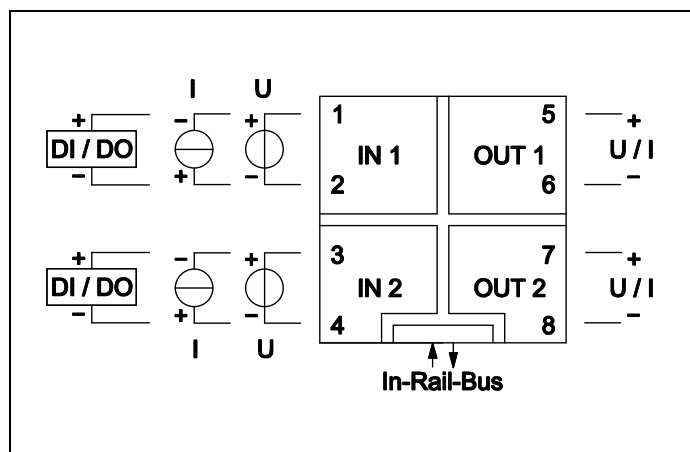 I U
+ - + 1 5 +
DI / DO IN 1 OUT 1 U / I
- + - 2 6 -
+ - + 3 7 +
DI / DO IN 2 OUT 2 U / I
- + - 4 8 -
I U
In-Rail-Bus